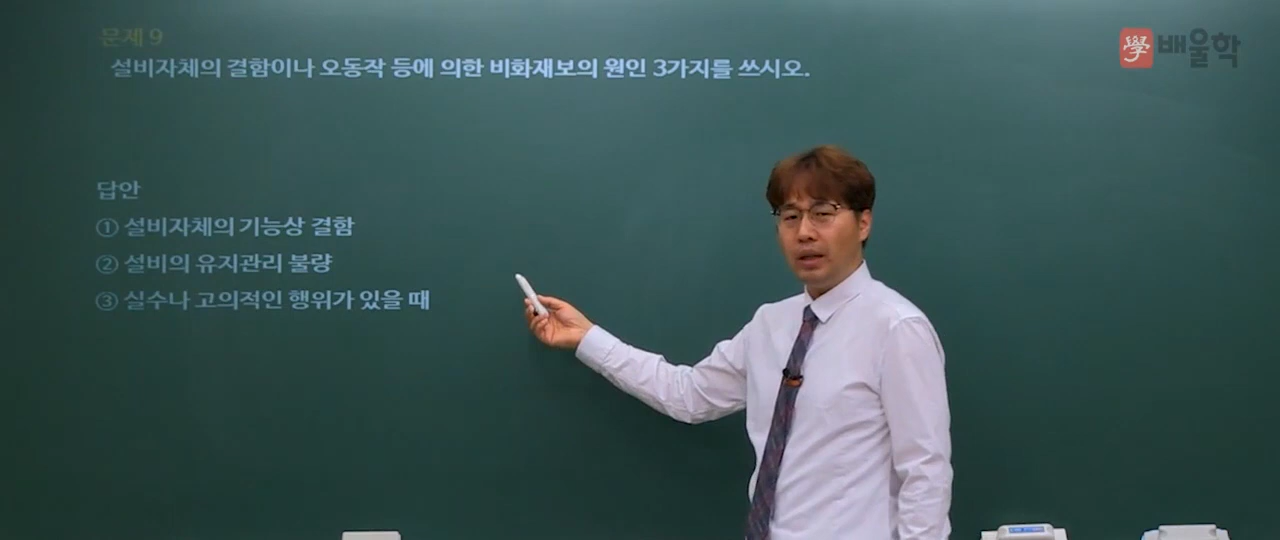 문제 9
설비자체의 결함이나 오동작 등에 의한 비화재보의 원인 3가지를 쓰시오.
學 배울학
답안
① 설비자체의 기능상 결함
② 설비의 유지관리 불량
③ 실수나 고의적인 행위가 있을 때